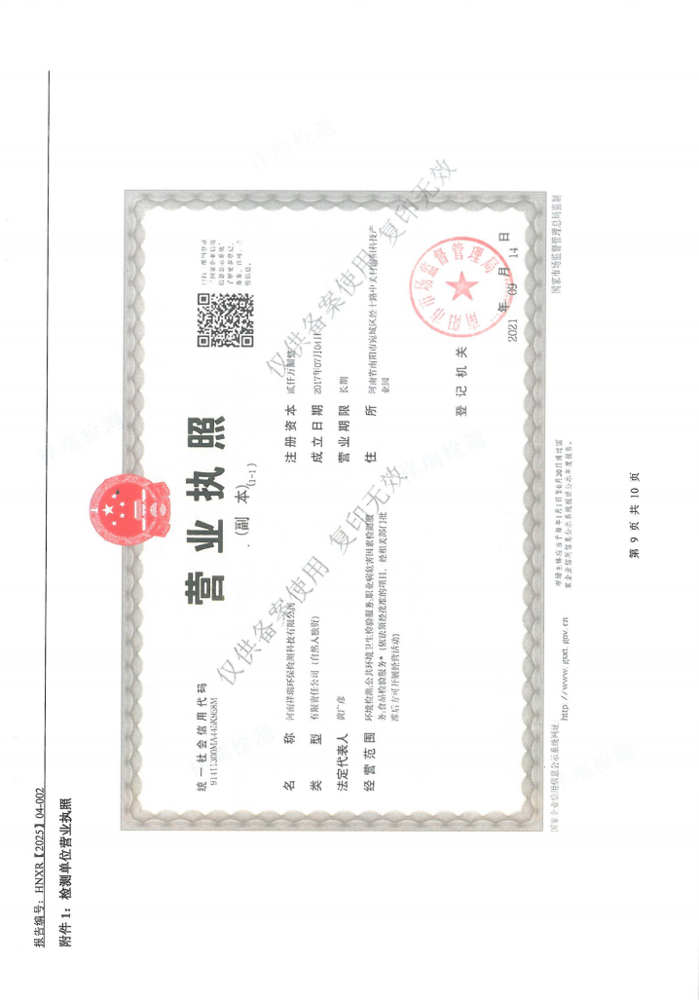 报告编号：HNXR【2025】04-002
附件 1：检测单位营业执照
营业执照
(副 本)
(1-1)
统一社会信用代码
扫描二维码登录
"国家企业信用
信息公示系统"
了解更多登记、
备案、许可、监
管信息。
名 称 河南祥瑞环保检测科技有限公司
类 型 有限责任公司（自然人独资）
法定代表人 黄广彦
经营范围 环境检测;公共环境卫生检验服务;职业病危害因素检测服
务;食品检验服务*（依法须经批准的项目，经相关部门批
准后方可开展经营活动）
注册资本 贰仟万圆整
成立日期 2017年07月04日
营业期限 长期
住 所 河南省南阳市宛城区经十路中关村南阳科技产
业园
登记机关
南阳市市场监督管理局
2021 年 09 月 14 日
仅供备案使用 复印无效
仅供备案使用 复印无效
国家企业信用信息公示系统网址：
http://www.gsxt.gov.cn
市场主体应当于每年1月1日至6月30日通过国
家企业信用信息公示系统报送公示年度报告。
国家市场监督管理总局监制
第 9 页 共 10 页